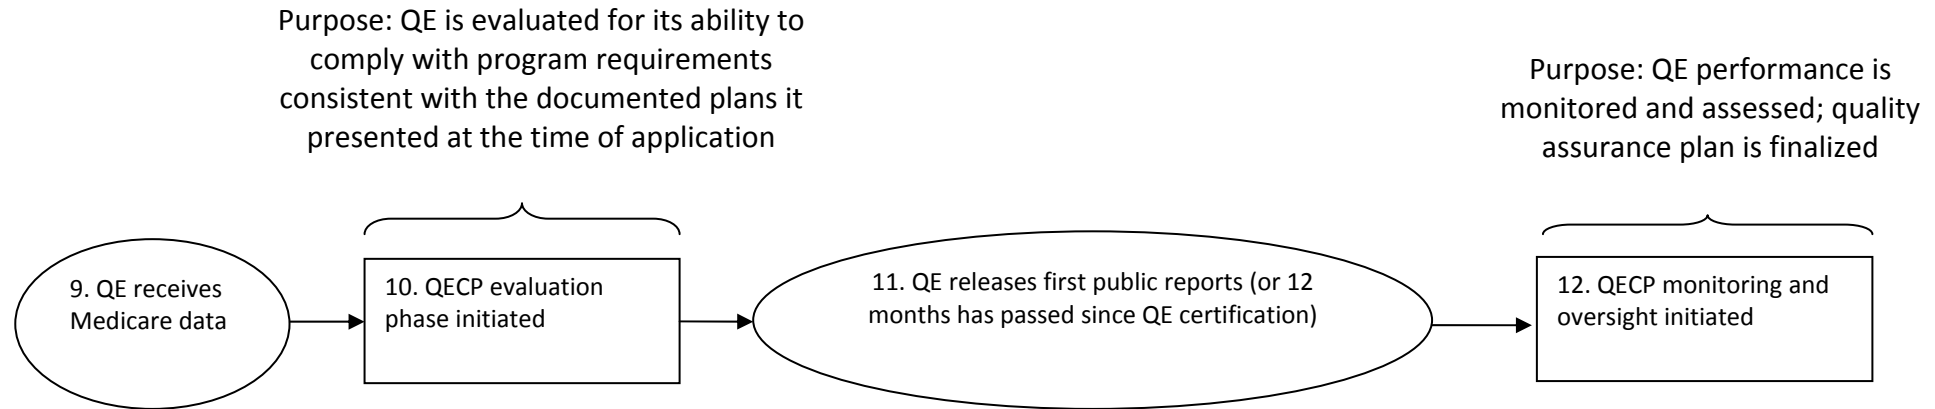 Purpose: QE is evaluated for its ability to
comply with program requirements
consistent with the documented plans it
presented at the time of application
Purpose: QE performance is
monitored and assessed; quality
assurance plan is finalized
9. QE receives
Medicare data
10. QECP evaluation
phase initiated
11. QE releases first public reports (or 12
months has passed since QE certification)
12. QECP monitoring and
oversight initiated